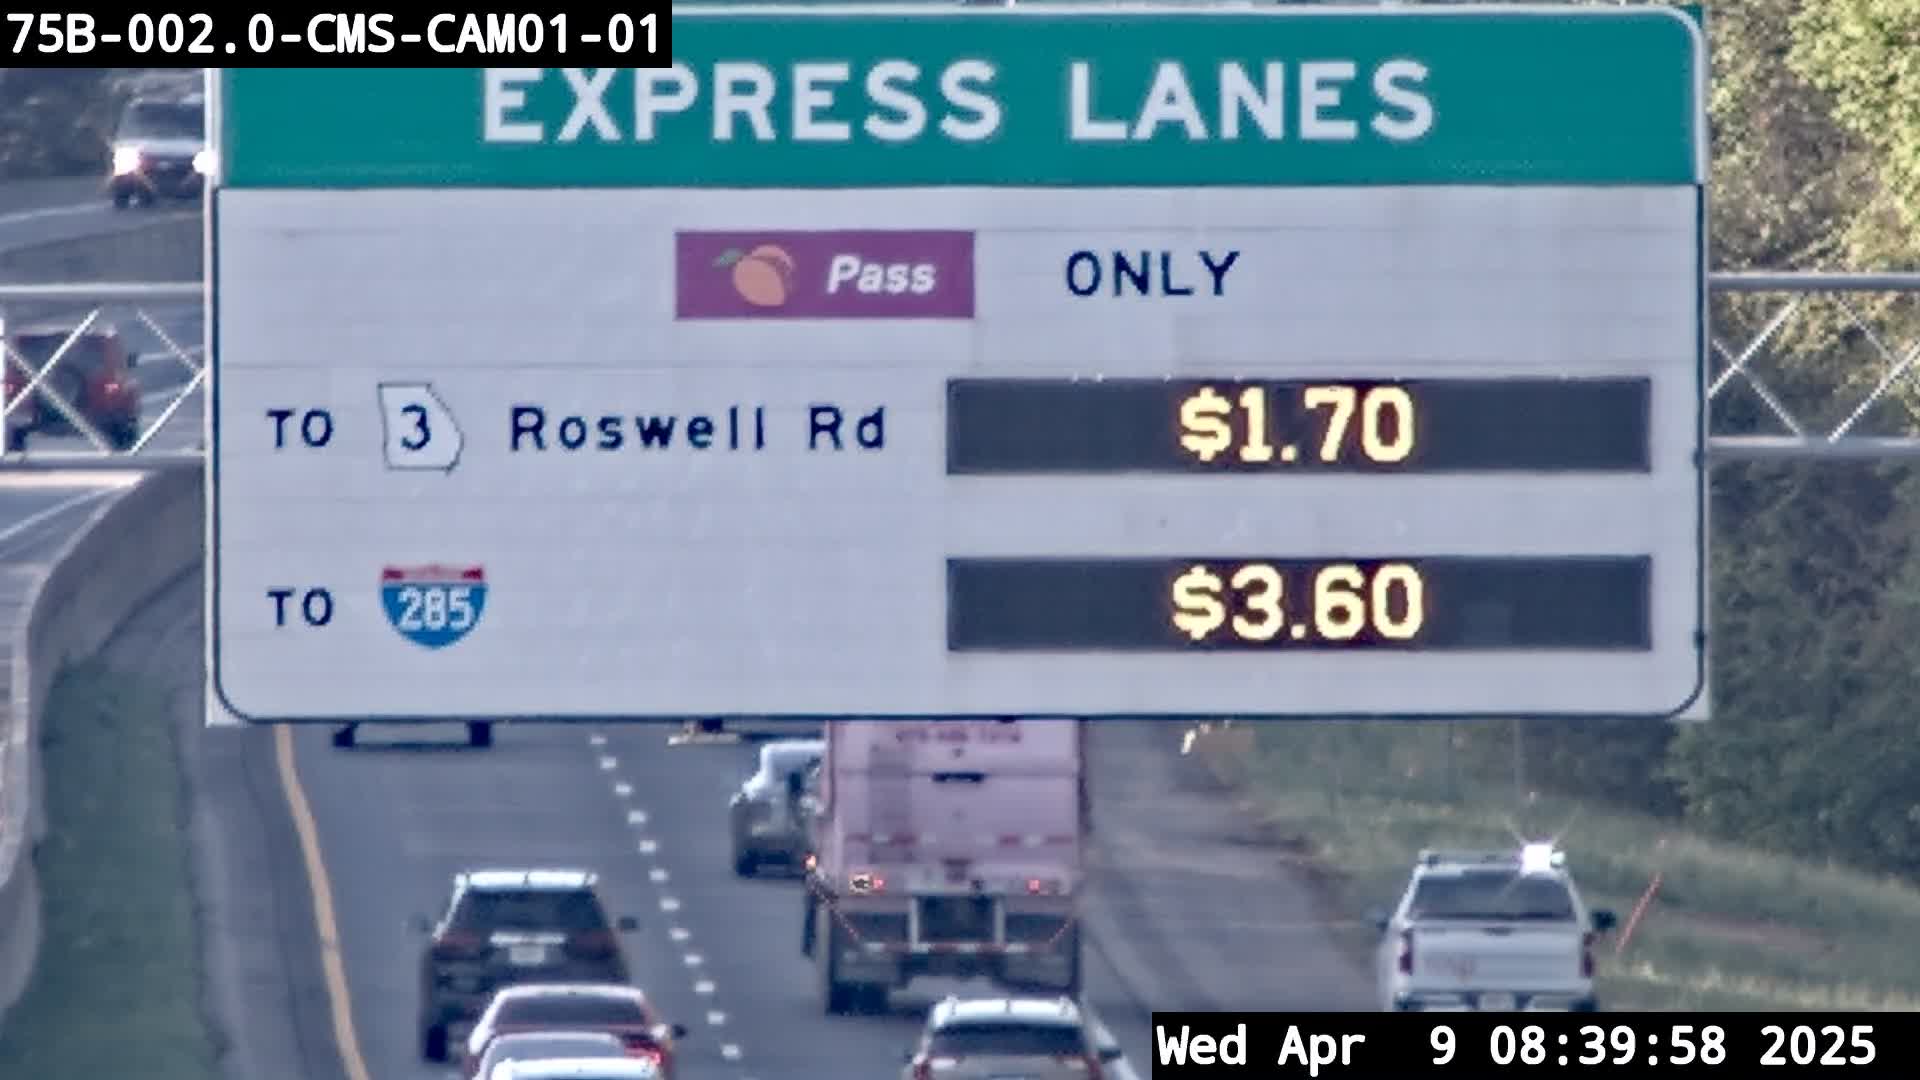 75B-002.0-CMS-CAM01-01
EXPRESS LANES
Pass ONLY
TO 3 Roswell Rd $1.70
TO 285 $3.60
Wed Apr 9 08:39:58 2025